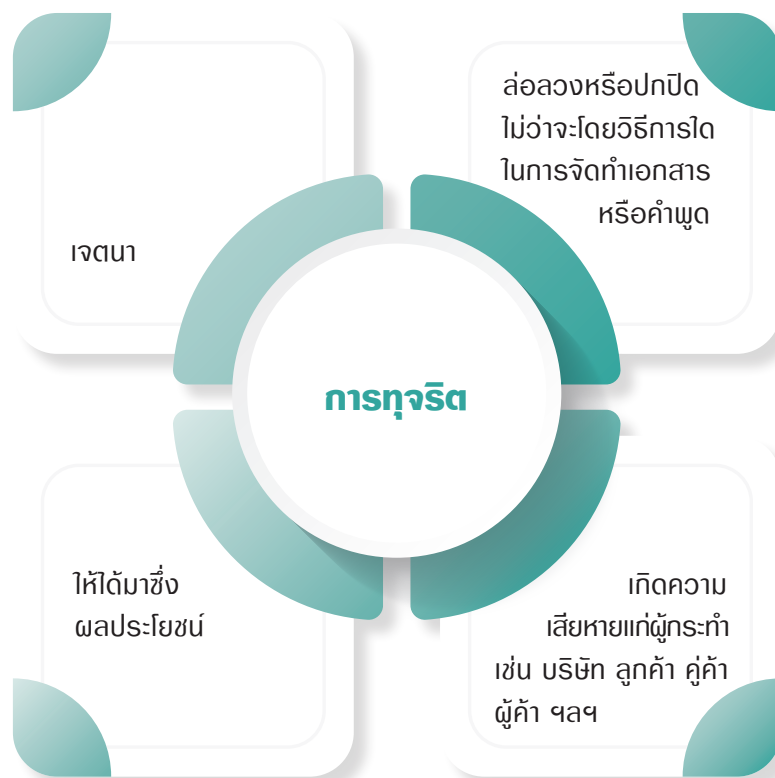 เจตนา
ล่อลวงหรือปกปิด
ไม่ว่าจะโดยวิธีการใด
ในการจัดทำเอกสาร
หรือคำพูด
การทุจริต
ให้ได้มาซึ่ง
ผลประโยชน์
เกิดความ
เสียหายแก่ผู้กระทำ
เช่น บริษัท ลูกค้า คู่ค้า
ผู้ค้า ฯลฯ